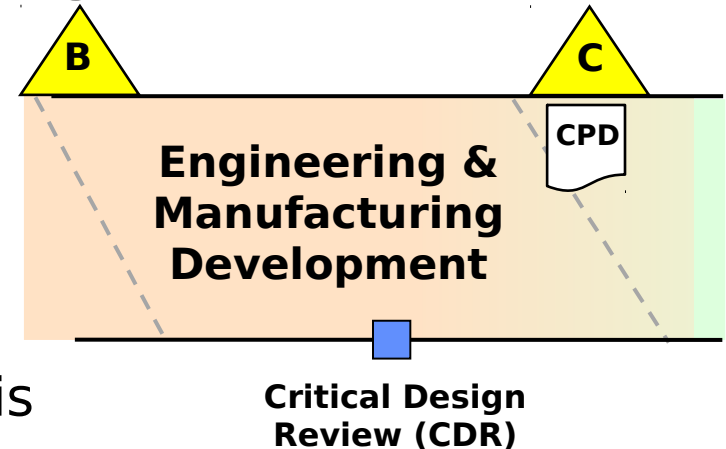 B
C
CPD
Engineering &
Manufacturing
Development
is
Critical Design
Review (CDR)